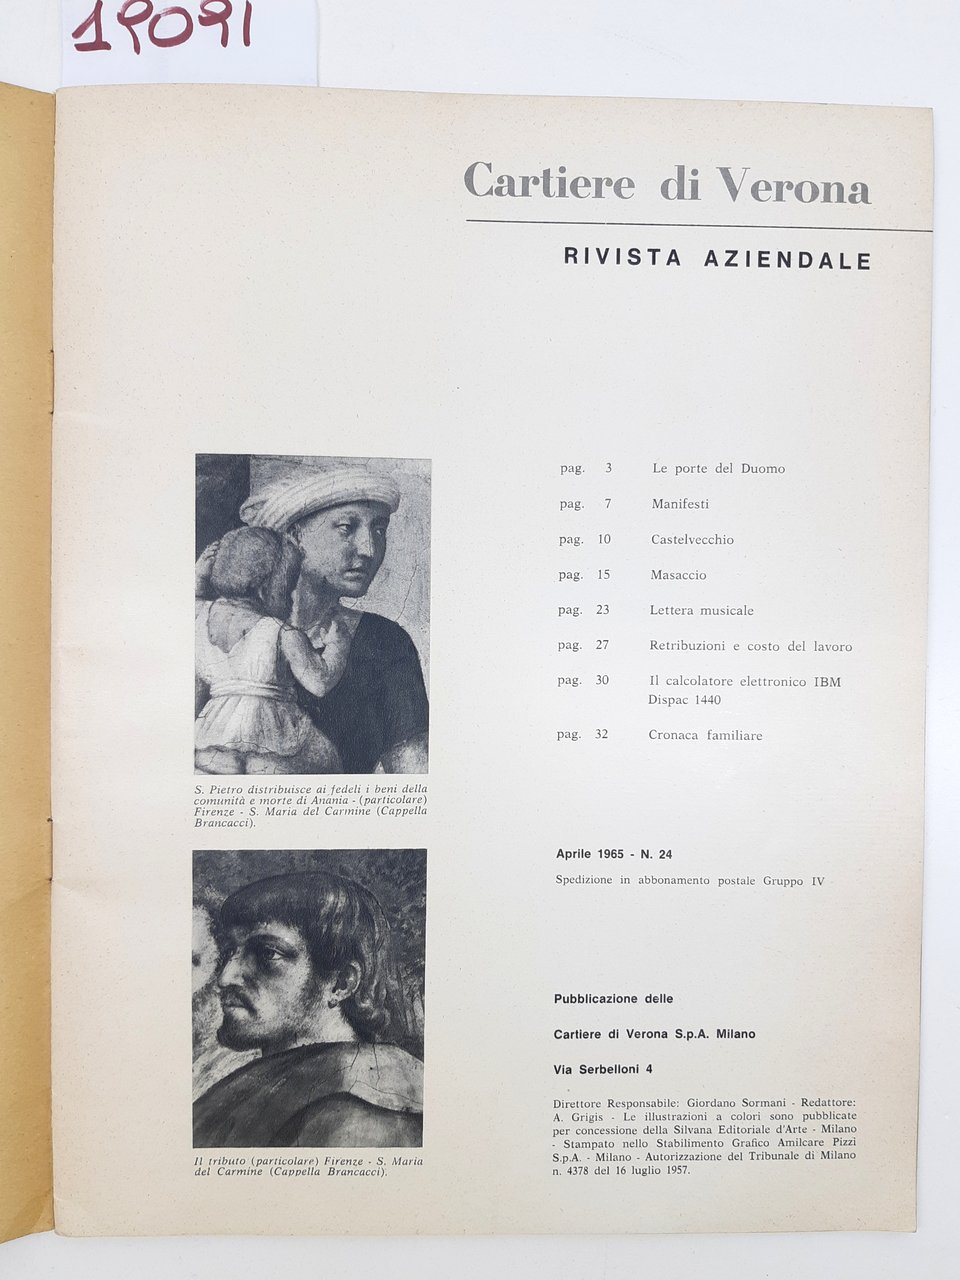 19091
Cartiere di Verona
RIVISTA AZIENDALE
pag. 3 Le porte del Duomo
pag. 7 Manifesti
pag. 10 Castelvecchio
pag. 15 Masaccio
pag. 23 Lettera musicale
pag. 27 Retribuzioni e costo del lavoro
pag. 30 Il calcolatore elettronico IBM
Dispac 1440
pag. 32 Cronaca familiare
S. Pietro distribuisce ai fedeli i beni della
comunità e morte di Anania - (particolare)
Firenze - S. Maria del Carmine (Cappella
Brancacci).
Il tributo (particolare) Firenze - S. Maria
del Carmine (Cappella Brancacci).
Aprile 1965 - N. 24
Spedizione in abbonamento postale Gruppo IV
Pubblicazione delle
Cartiere di Verona S.p.A. Milano
Via Serbelloni 4
Direttore Responsabile: Giordano Sormani - Redattore:
A. Grigis - Le illustrazioni a colori sono pubblicate
per concessione della Silvana Editoriale d'Arte - Milano
- Stampato nello Stabilimento Grafico Amilcare Pizzi
S.p.A. - Milano - Autorizzazione del Tribunale di Milano
n. 4378 del 16 luglio 1957.